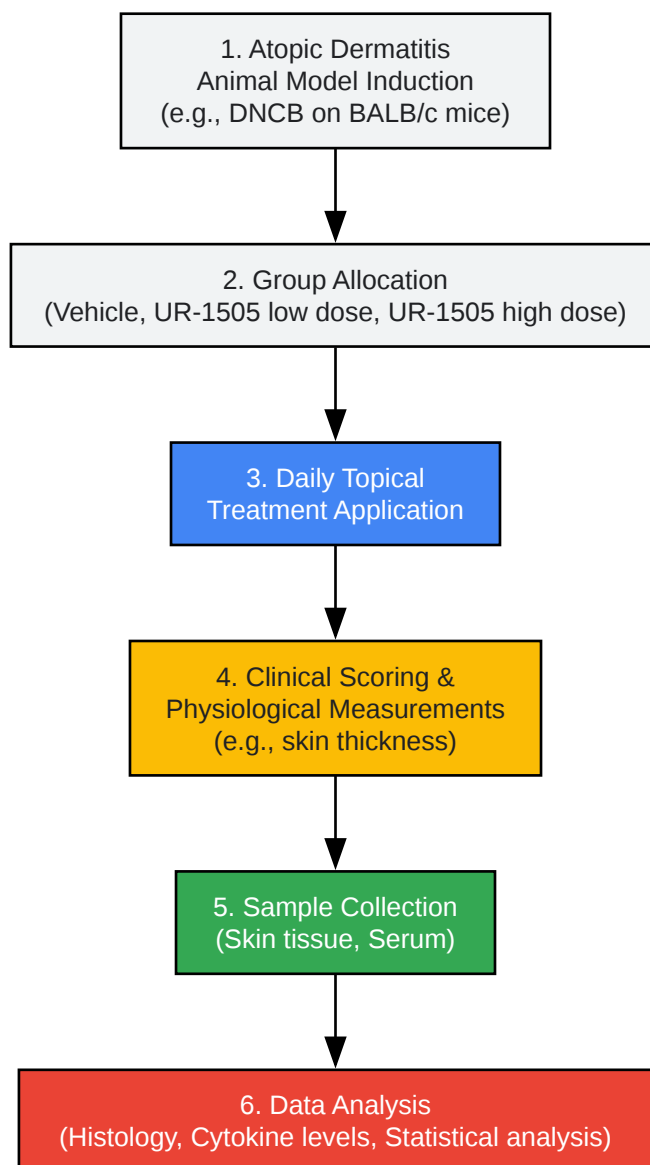 1. Atopic Dermatitis
Animal Model Induction
(e.g., DNCB on BALB/c mice)
2. Group Allocation
(Vehicle, UR-1505 low dose, UR-1505 high dose)
3. Daily Topical
Treatment Application
4. Clinical Scoring &
Physiological Measurements
(e.g., skin thickness)
5. Sample Collection
(Skin tissue, Serum)
6. Data Analysis
(Histology, Cytokine levels, Statistical analysis)